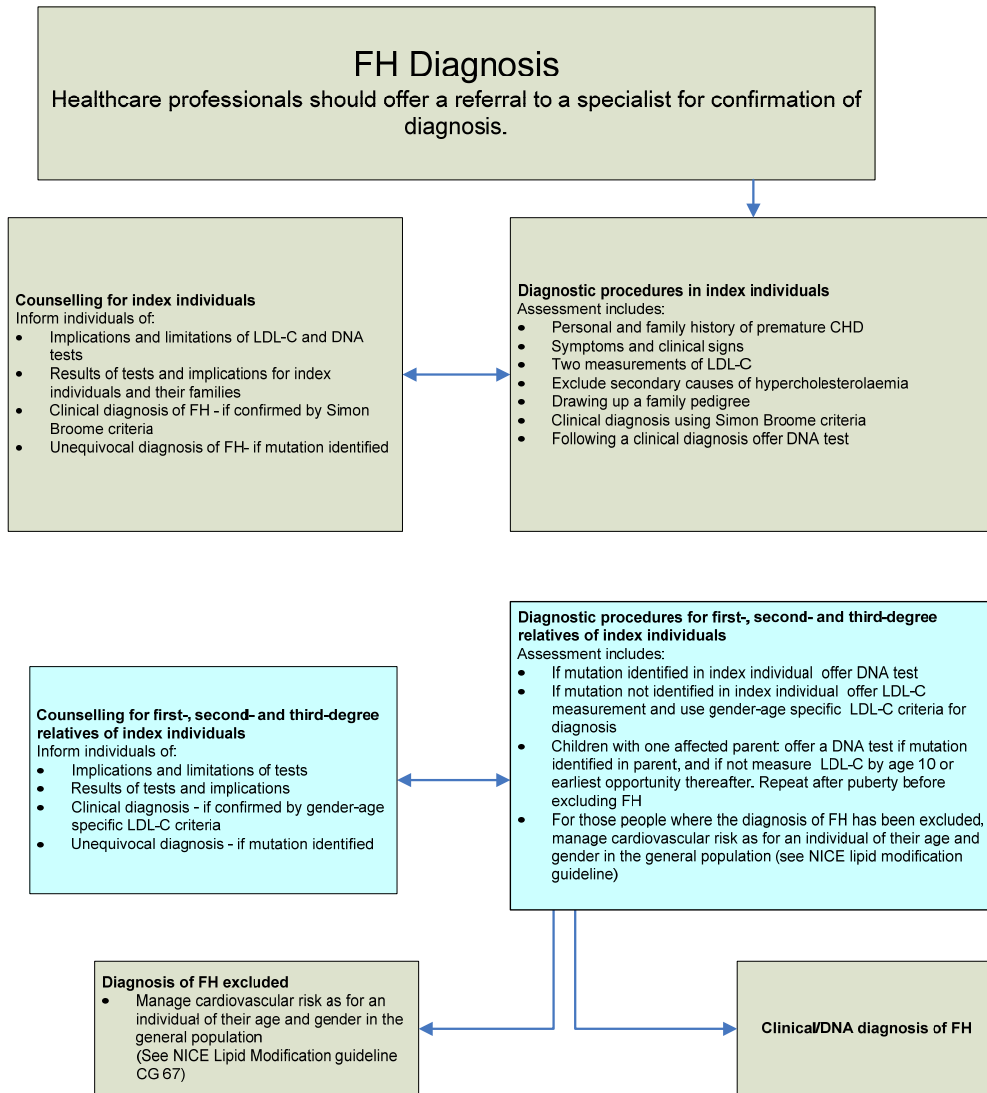 FH Diagnosis
Healthcare professionals should offer a referral to a specialist for confirmation of
diagnosis.
Counselling for index individuals
Inform individuals of:
• Implications and limitations of LDL-C and DNA
tests
• Results of tests and implications for index
individuals and their families
• Clinical diagnosis of FH - if confirmed by Simon
Broome criteria
• Unequivocal diagnosis of FH- if mutation identified
Diagnostic procedures in index individuals
Assessment includes:
• Personal and family history of premature CHD
• Symptoms and clinical signs
• Two measurements of LDL-C
• Exclude secondary causes of hypercholesterolaemia
• Drawing up a family pedigree
• Clinical diagnosis using Simon Broome criteria
• Following a clinical diagnosis offer DNA test
Counselling for first-, second- and third-degree
relatives of index individuals
Inform individuals of:
• Implications and limitations of tests
• Results of tests and implications
• Clinical diagnosis - if confirmed by gender-age
specific LDL-C criteria
• Unequivocal diagnosis - if mutation identified
Diagnostic procedures for first-, second- and third-degree
relatives of index individuals
Assessment includes:
• If mutation identified in index individual offer DNA test
• If mutation not identified in index individual offer LDL-C
measurement and use gender-age specific LDL-C criteria for
diagnosis
• Children with one affected parent: offer a DNA test if mutation
identified in parent, and if not measure LDL-C by age 10 or
earliest opportunity thereafter. Repeat after puberty before
excluding FH
• For those people where the diagnosis of FH has been excluded,
manage cardiovascular risk as for an individual of their age and
gender in the general population (see NICE lipid modification
guideline)
Diagnosis of FH excluded
• Manage cardiovascular risk as for an
individual of their age and gender in the
general population
(See NICE Lipid Modification guideline
CG 67)
Clinical/DNA diagnosis of FH